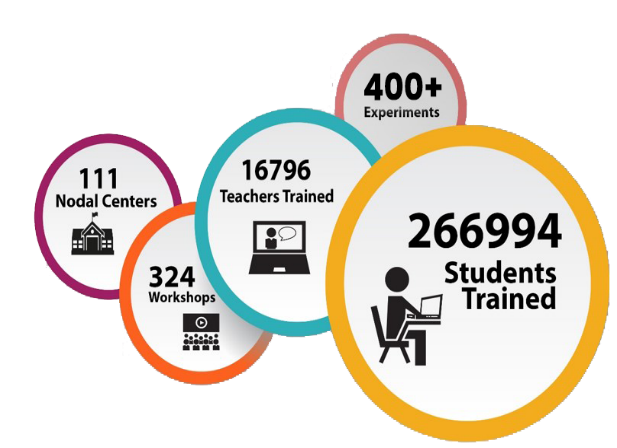 400+
Experiments
111
Nodal Centers
16796
Teachers Trained
324
Workshops
266994
Students
Trained